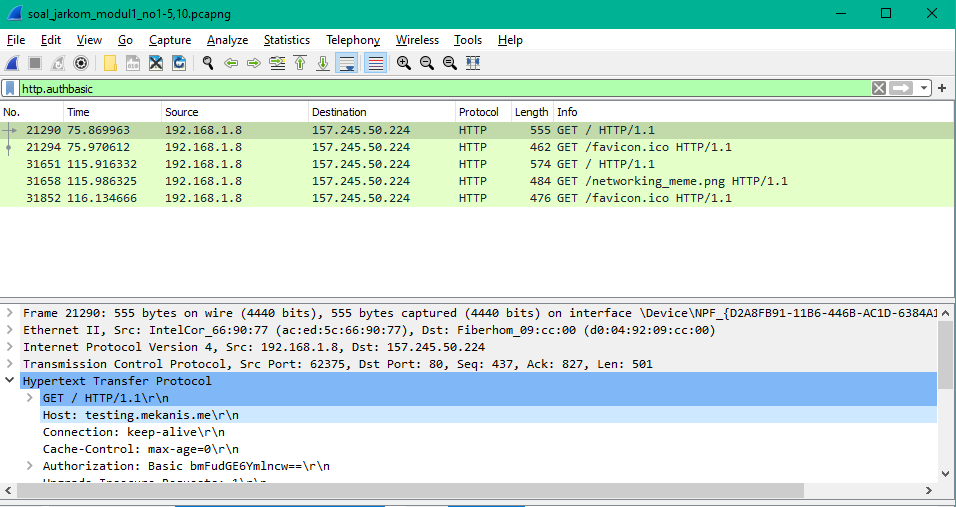 soal_jarkom_modul1_no1-5,10.pcapng
File Edit View Go Capture Analyze Statistics Telephony Wireless Tools Help
http.authbasic
No. Time Source Destination Protocol Length Info
21290 75.869963 192.168.1.8 157.245.50.224 HTTP 555 GET / HTTP/1.1
21294 75.970612 192.168.1.8 157.245.50.224 HTTP 462 GET /favicon.ico HTTP/1.1
31651 115.916332 192.168.1.8 157.245.50.224 HTTP 574 GET / HTTP/1.1
31658 115.986325 192.168.1.8 157.245.50.224 HTTP 484 GET /networking_meme.png HTTP/1.1
31852 116.134666 192.168.1.8 157.245.50.224 HTTP 476 GET /favicon.ico HTTP/1.1
Frame 21290: 555 bytes on wire (4440 bits), 555 bytes captured (4440 bits) on interface \Device\NPF_{D2A8FB91-11B6-446B-AC1D-6384A1
Ethernet II, Src: IntelCor_66:90:77 (ac:ed:5c:66:90:77), Dst: Fiberhom_09:cc:00 (d0:04:92:09:cc:00)
Internet Protocol Version 4, Src: 192.168.1.8, Dst: 157.245.50.224
Transmission Control Protocol, Src Port: 62375, Dst Port: 80, Seq: 437, Ack: 827, Len: 501
Hypertext Transfer Protocol
GET / HTTP/1.1\r\n
Host: testing.mekanis.me\r\n
Connection: keep-alive\r\n
Cache-Control: max-age=0\r\n
Authorization: Basic bmFudGE6Ymlncw==\r\n
Upgrade-Insecure-Requests: 1\r\n